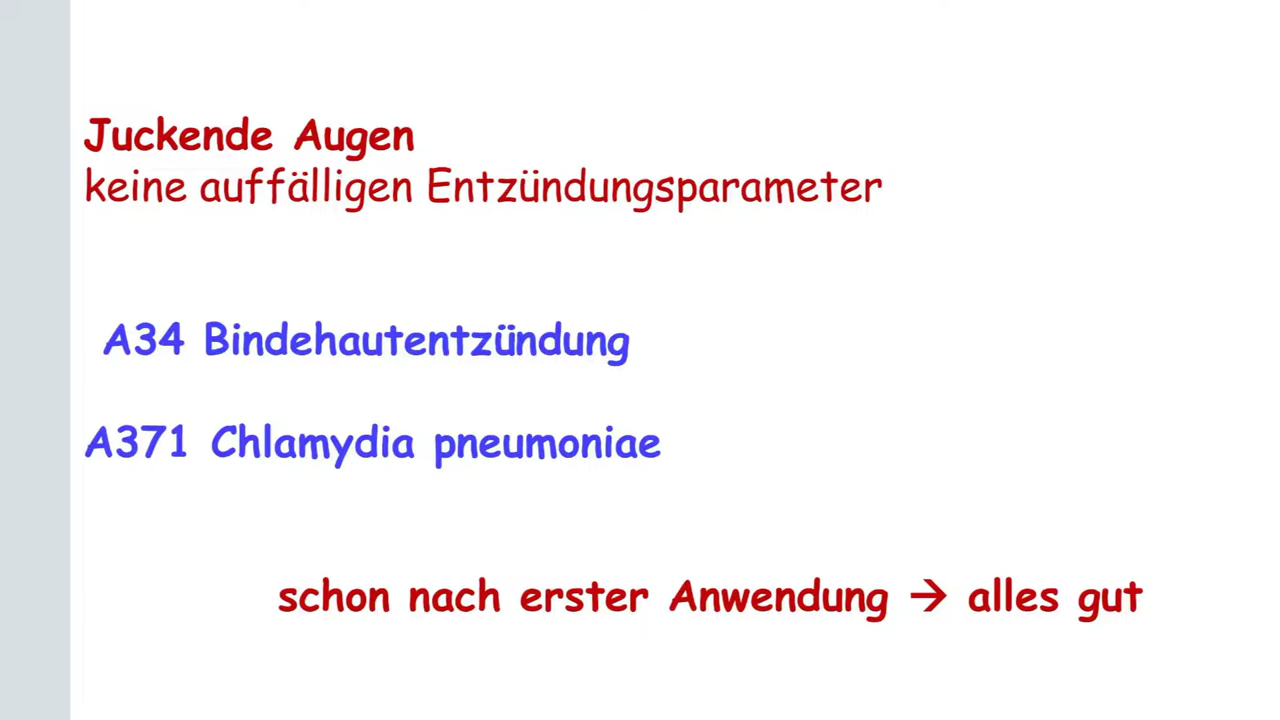 Juckende Augen
keine auffälligen Entzündungsparameter
A34 Bindehautentzündung
A371 Chlamydia pneumoniae
schon nach erster Anwendung → alles gut